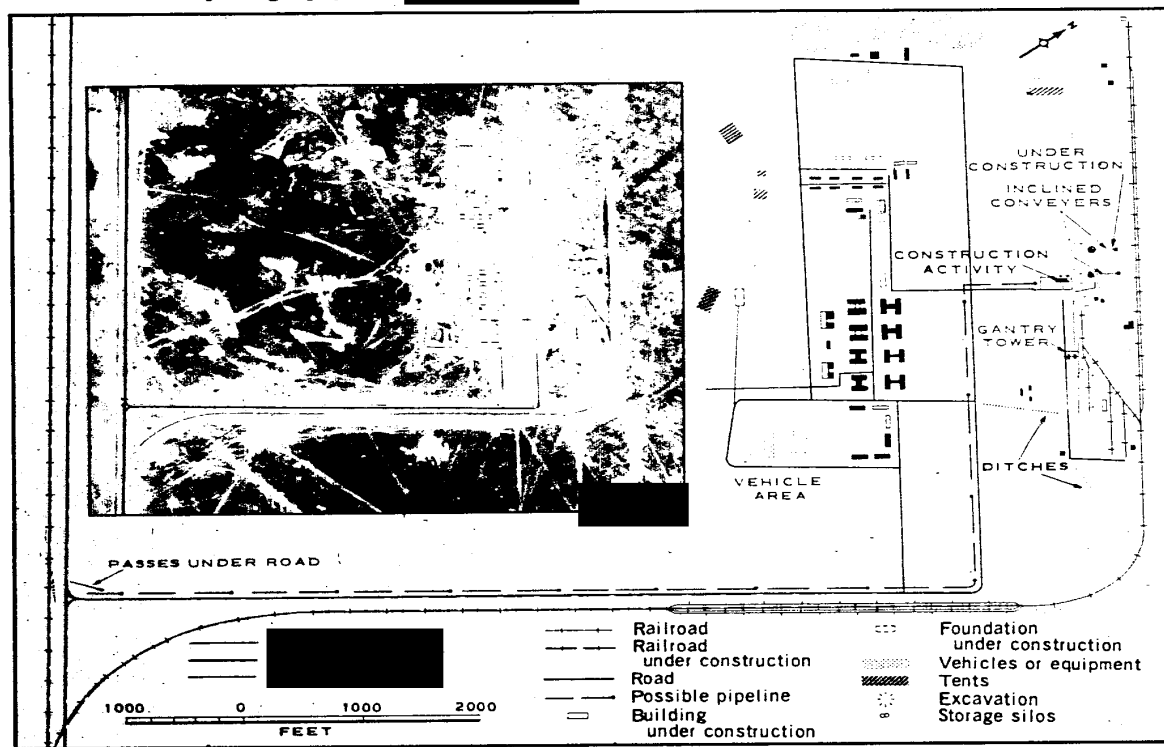 N
UNDER
CONSTRUCTION
INCLINED
CONVEYERS
CONSTRUCTION
ACTIVITY
GANTRY
TOWER
DITCHES
VEHICLE
AREA
PASSES UNDER ROAD
Railroad
Railroad
under construction
Road
Possible pipeline
Building
under construction
Foundation
under construction
Vehicles or equipment
Tents
Excavation
Storage silos
1000 0 1000 2000
FEET